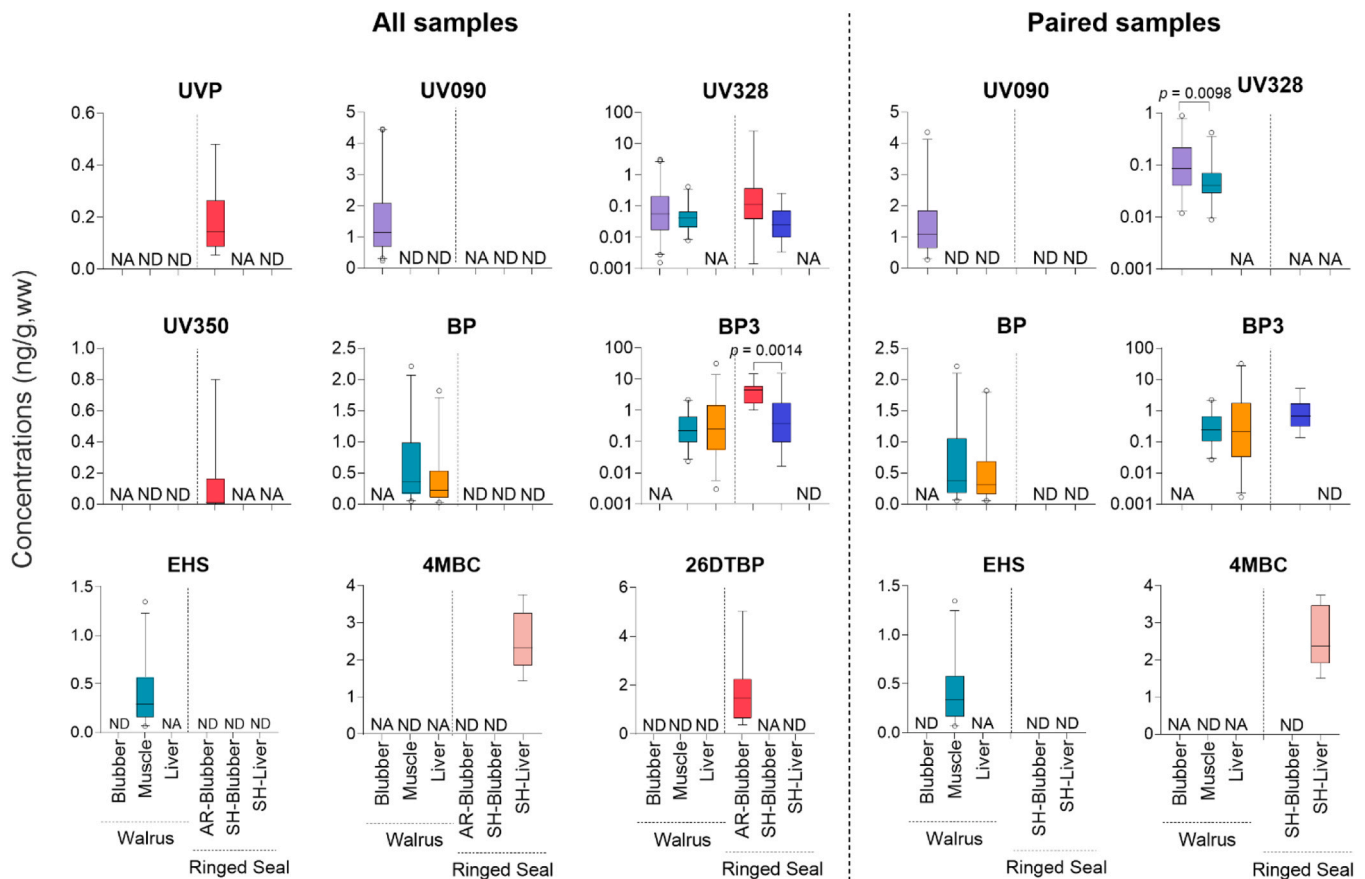 All samples
Paired samples
Concentrations (ng/g,ww)
UVP
0.6
0.4
0.2
0.0
NA ND ND NA ND
UV090
5
4
3
2
1
0
ND ND NA ND ND
UV328
100
10
1
0.1
0.01
0.001
NA NA
UV090
5
4
3
2
1
0
ND ND ND ND
UV328
p = 0.0098
1
0.1
0.01
0.001
NA NA NA
UV350
1.0
0.8
0.6
0.4
0.2
0.0
NA ND ND NA NA
BP
2.5
2.0
1.5
1.0
0.5
0.0
NA ND ND ND
BP3
p = 0.0014
100
10
1
0.1
0.01
0.001
NA ND
BP
2.5
2.0
1.5
1.0
0.5
0.0
NA ND ND
BP3
100
10
1
0.1
0.01
0.001
NA ND
EHS
1.5
1.0
0.5
0.0
ND NA ND ND ND
Blubber
Muscle
Liver
AR-Blubber
SH-Blubber
SH-Liver
Walrus
Ringed Seal
4MBC
4
3
2
1
0
NA ND NA ND ND
Blubber
Muscle
Liver
AR-Blubber
SH-Blubber
SH-Liver
Walrus
Ringed Seal
26DTBP
6
4
2
0
ND ND ND NA ND
Blubber
Muscle
Liver
AR-Blubber
SH-Blubber
SH-Liver
Walrus
Ringed Seal
EHS
1.5
1.0
0.5
0.0
ND NA ND ND
Blubber
Muscle
Liver
SH-Blubber
SH-Liver
Walrus
Ringed Seal
4MBC
4
3
2
1
0
NA ND NA ND
Blubber
Muscle
Liver
SH-Blubber
SH-Liver
Walrus
Ringed Seal